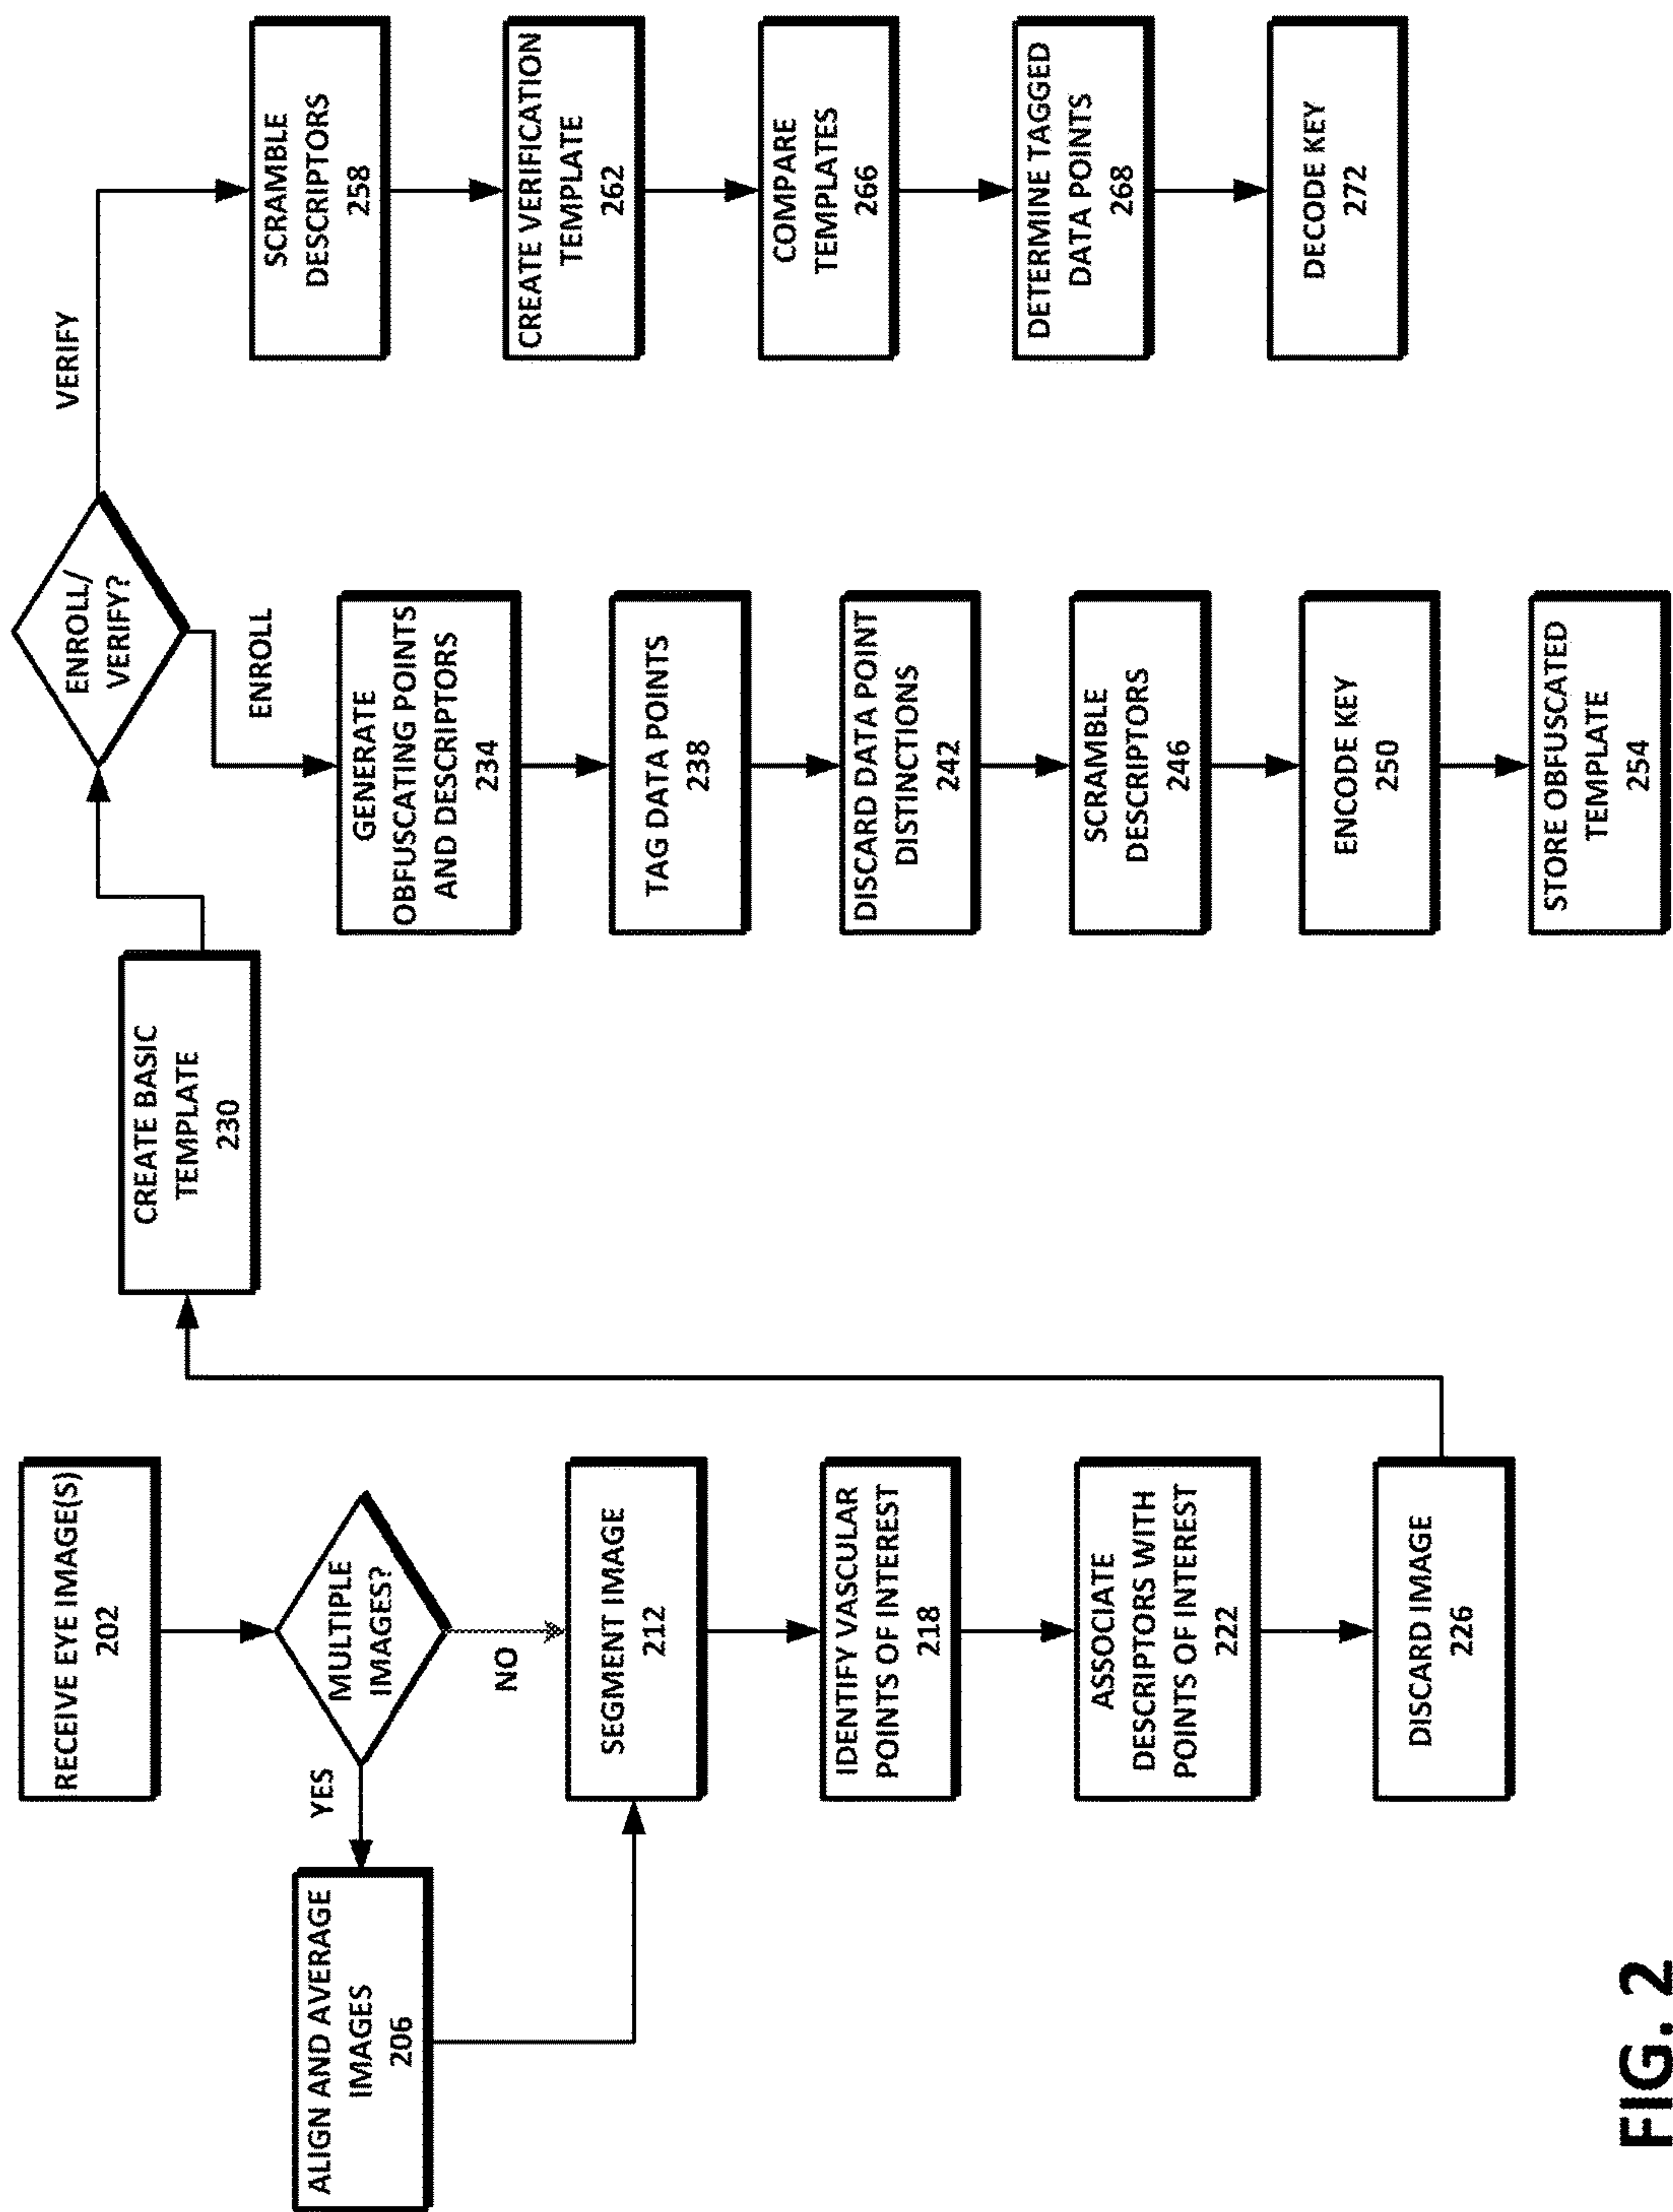 RECEIVE EYE IMAGE(S)
202
MULTIPLE
IMAGES?
YES
NO
ALIGN AND AVERAGE
IMAGES
206
SEGMENT IMAGE
212
IDENTIFY VASCULAR
POINTS OF INTEREST
218
ASSOCIATE
DESCRIPTORS WITH
POINTS OF INTEREST
222
DISCARD IMAGE
226
CREATE BASIC
TEMPLATE
230
ENROLL/
VERIFY?
ENROLL
VERIFY
GENERATE
OBFUSCATING POINTS
AND DESCRIPTORS
234
TAG DATA POINTS
238
DISCARD DATA POINT
DISTINCTIONS
242
SCRAMBLE
DESCRIPTORS
246
ENCODE KEY
250
STORE OBFUSCATED
TEMPLATE
254
SCRAMBLE
DESCRIPTORS
258
CREATE VERIFICATION
TEMPLATE
262
COMPARE
TEMPLATES
266
DETERMINE TAGGED
DATA POINTS
268
DECODE KEY
272
FIG. 2